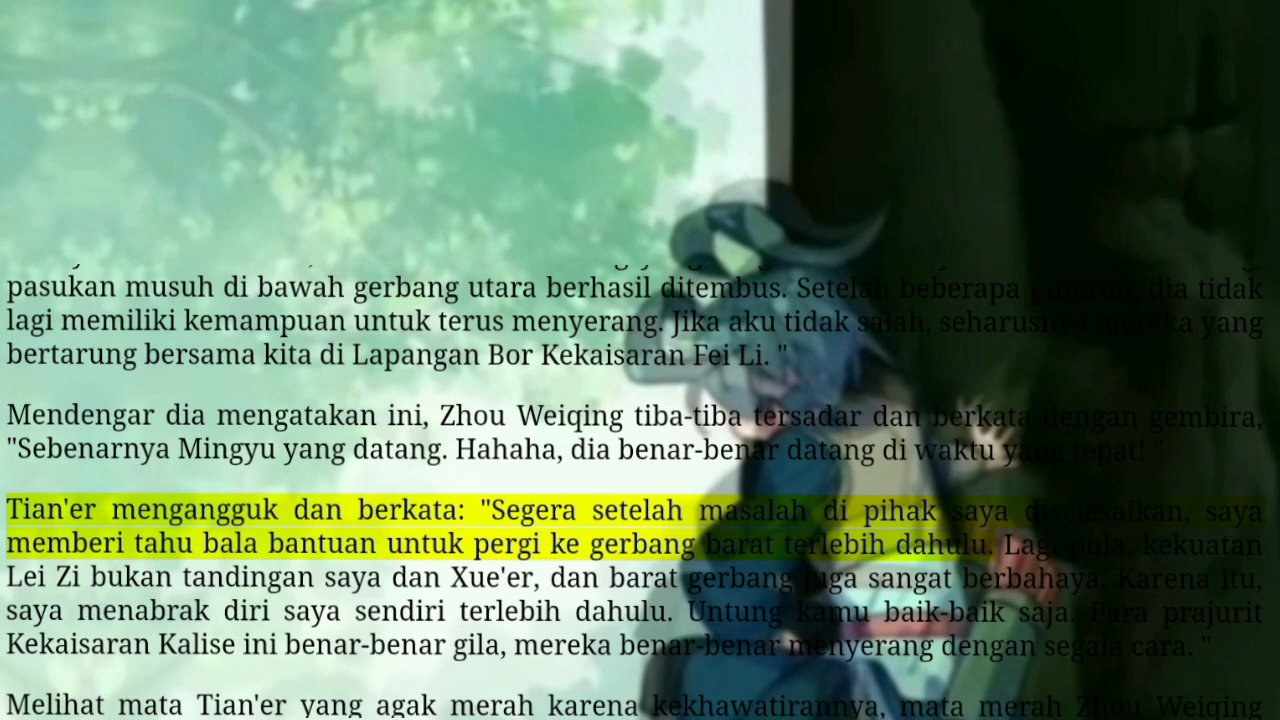 pasukan musuh di bawah gerbang utara berhasil ditembus. Setelah beberapa putaran, dia tidak
lagi memiliki kemampuan untuk terus menyerang. Jika aku tidak salah, seharusnya mereka yang
bertarung bersama kita di Lapangan Bor Kekaisaran Fei Li. "
Mendengar dia mengatakan ini, Zhou Weiqing tiba-tiba tersadar dan berkata dengan gembira,
"Sebenarnya Mingyu yang datang. Hahaha, dia benar-benar datang di waktu yang tepat! "
Tian'er mengangguk dan berkata: "Segera setelah masalah di pihak saya diselesaikan, saya
memberi tahu bala bantuan untuk pergi ke gerbang barat terlebih dahulu. Lagi pula, kekuatan
Lei Zi bukan tandingan saya dan Xue'er, dan barat gerbang juga sangat berbahaya. Karena itu,
saya menabrak diri saya sendiri terlebih dahulu. Untung kamu baik-baik saja. Para prajurit
Kekaisaran Kalise ini benar-benar gila, mereka benar-benar menyerang dengan segala cara. "
Melihat mata Tian'er yang agak merah karena kekhawatirannya, mata merah Zhou Weiqing